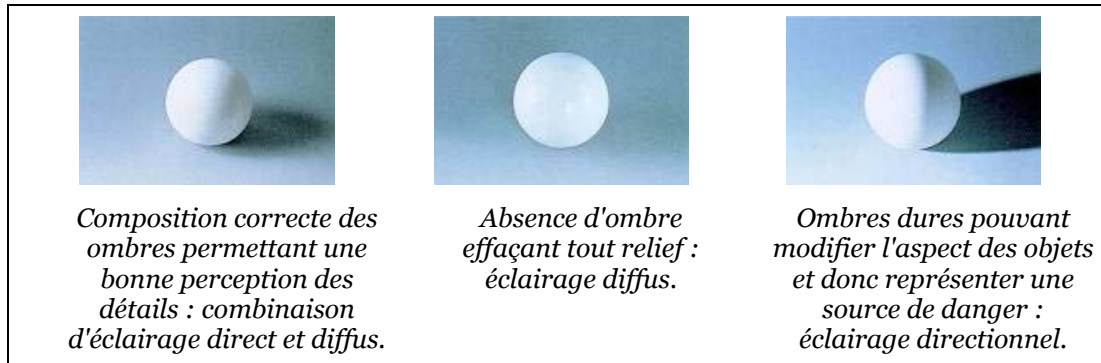 Composition correcte des
ombres permettant une
bonne perception des
détails : combinaison
d'éclairage direct et diffus.
Absence d'ombre
effaçant tout relief :
éclairage diffus.
Ombres dures pouvant
modifier l'aspect des objets
et donc représenter une
source de danger :
éclairage directionnel.